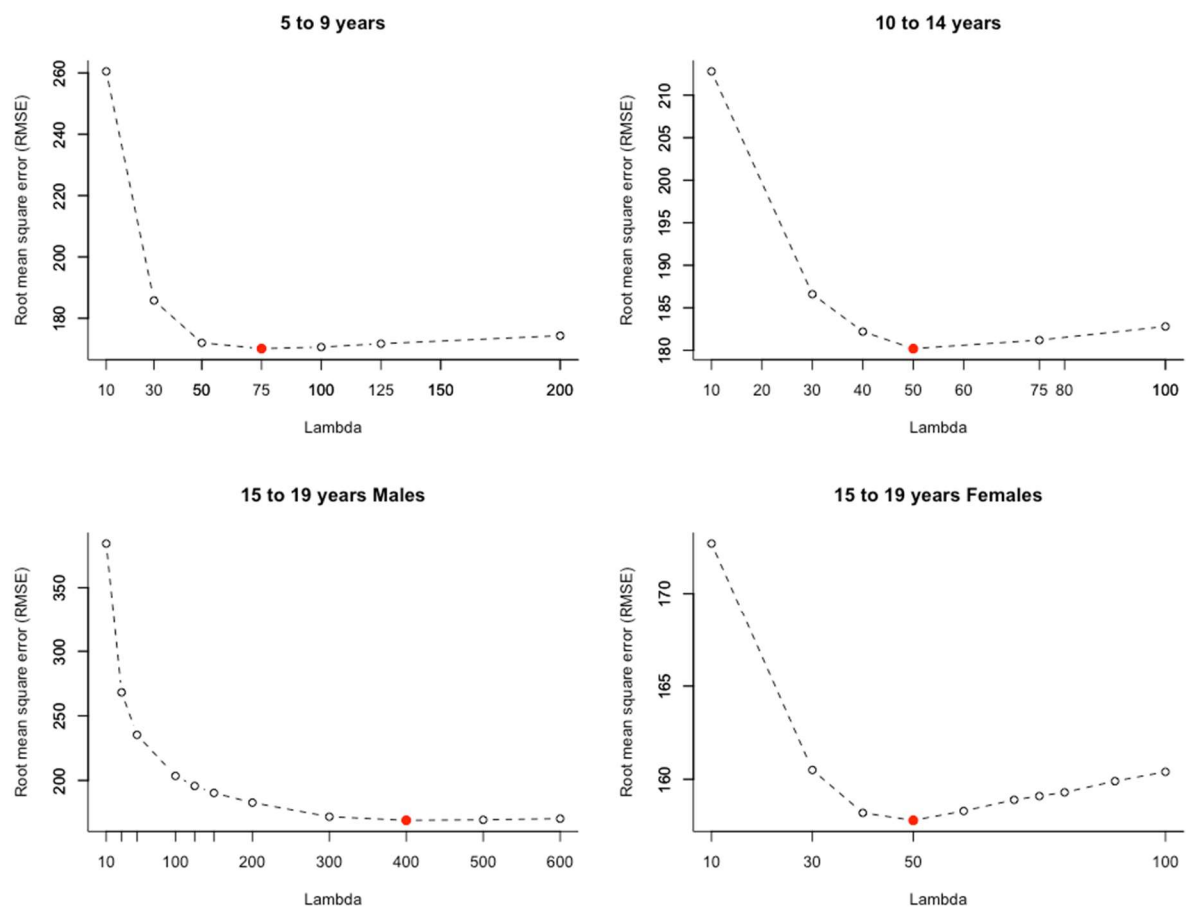 5 to 9 years
Root mean square error (RMSE)
260
240
220
200
180
10 30 50 75 100 125 150 200
Lambda
10 to 14 years
Root mean square error (RMSE)
210
205
200
195
190
185
180
10 20 30 40 50 60 75 80 100
Lambda
15 to 19 years Males
Root mean square error (RMSE)
350
300
250
200
10 100 200 300 400 500 600
Lambda
15 to 19 years Females
Root mean square error (RMSE)
170
165
160
10 30 50 100
Lambda